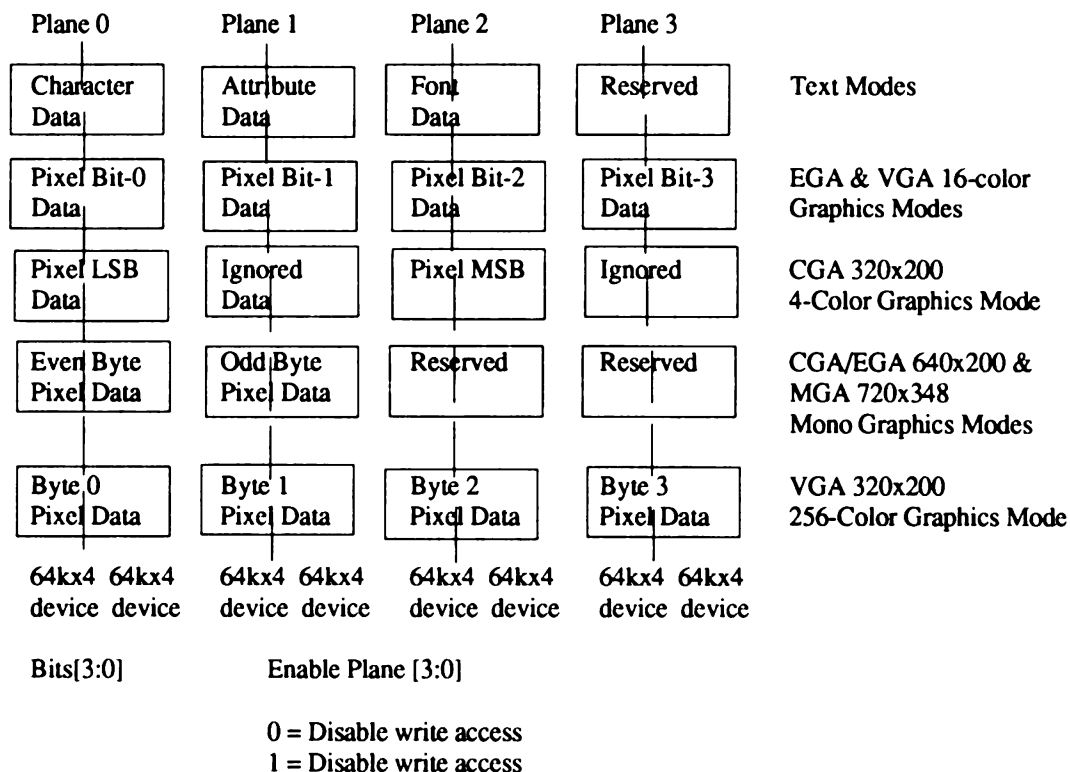 Plane 0 Plane 1 Plane 2 Plane 3
Character Attribute Font Reserved Text Modes
Data Data Data
Pixel Bit-0 Pixel Bit-1 Pixel Bit-2 Pixel Bit-3 EGA & VGA 16-color
Data Data Data Data Graphics Modes
Pixel LSB Ignored Pixel MSB Ignored CGA 320x200
Data Data 4-Color Graphics Mode
Even Byte Odd Byte Reserved Reserved CGA/EGA 640x200 &
Pixel Data Pixel Data MGA 720x348
Mono Graphics Modes
Byte 0 Byte 1 Byte 2 Byte 3 VGA 320x200
Pixel Data Pixel Data Pixel Data Pixel Data 256-Color Graphics Mode
64kx4 64kx4 64kx4 64kx4 64kx4 64kx4 64kx4 64kx4
device device device device device device device device
Bits[3:0] Enable Plane [3:0]
0 = Disable write access
1 = Disable write access